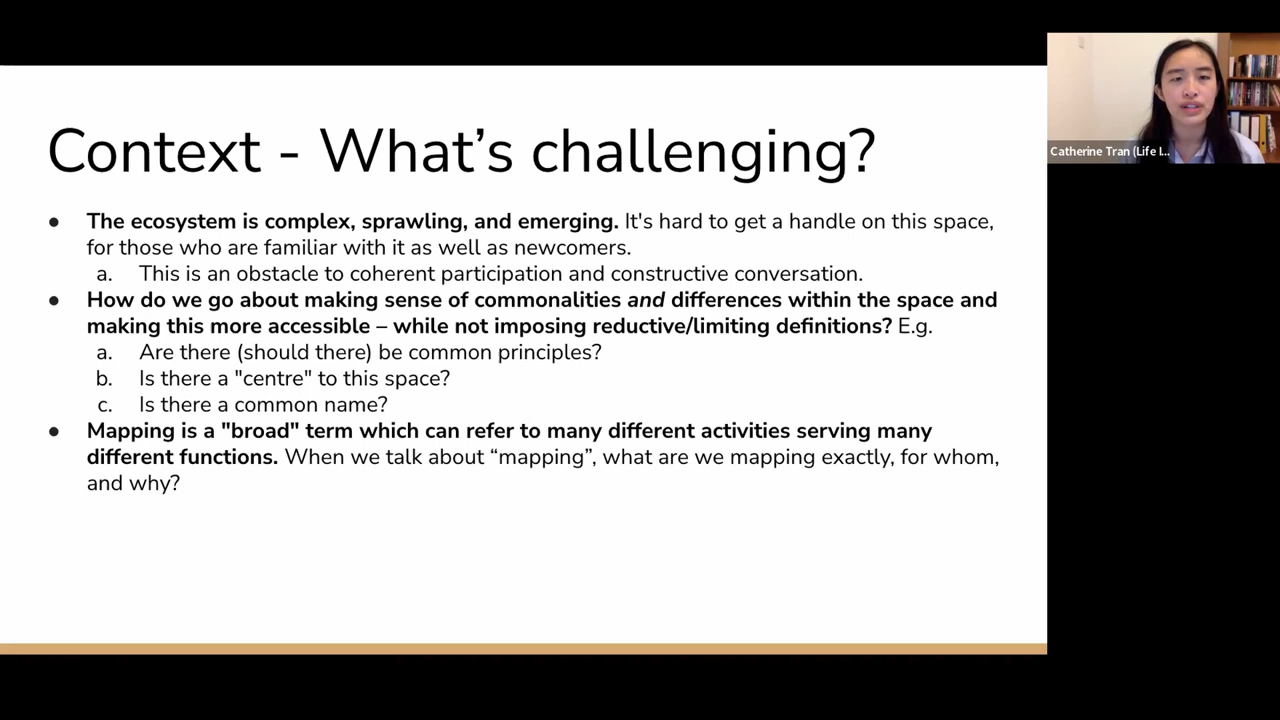 Context - What’s challenging?
● The ecosystem is complex, sprawling, and emerging. It's hard to get a handle on this space,
for those who are familiar with it as well as newcomers.
a. This is an obstacle to coherent participation and constructive conversation.
● How do we go about making sense of commonalities and differences within the space and
making this more accessible – while not imposing reductive/limiting definitions? E.g.
a. Are there (should there) be common principles?
b. Is there a "centre" to this space?
c. Is there a common name?
● Mapping is a "broad" term which can refer to many different activities serving many
different functions. When we talk about “mapping”, what are we mapping exactly, for whom,
and why?
Catherine Tran (Life I...